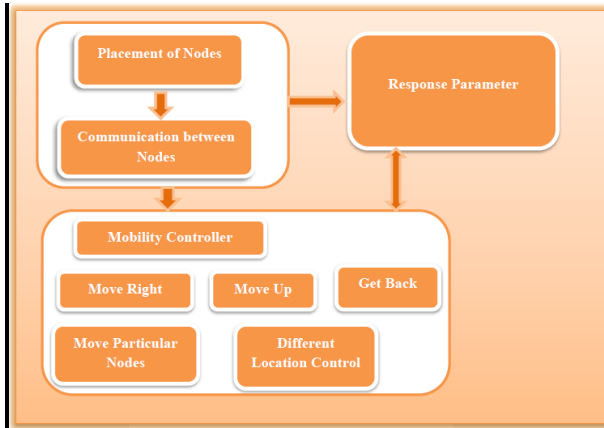 Placement of Nodes
Communication between
Nodes
Response Parameter
Mobility Controller
Move Right
Move Up
Get Back
Move Particular
Nodes
Different
Location Control